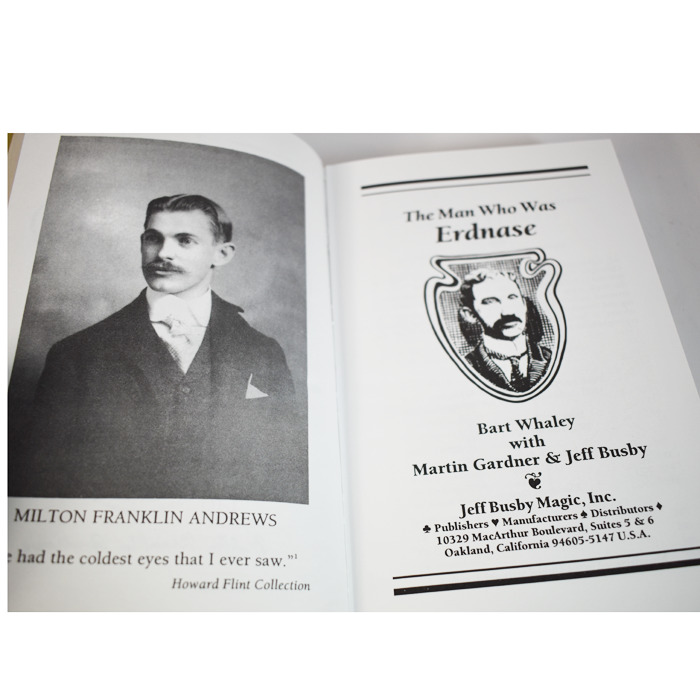 MILTON FRANKLIN ANDREWS
had the coldest eyes that I ever saw."¹
Howard Flint Collection
The Man Who Was
Erdnase
Bart Whaley
with
Martin Gardner & Jeff Busby
Jeff Busby Magic, Inc.
♣ Publishers ♥ Manufacturers ♠ Distributors ♦
10329 MacArthur Boulevard, Suites 5 & 6
Oakland, California 94605-5147 U.S.A.